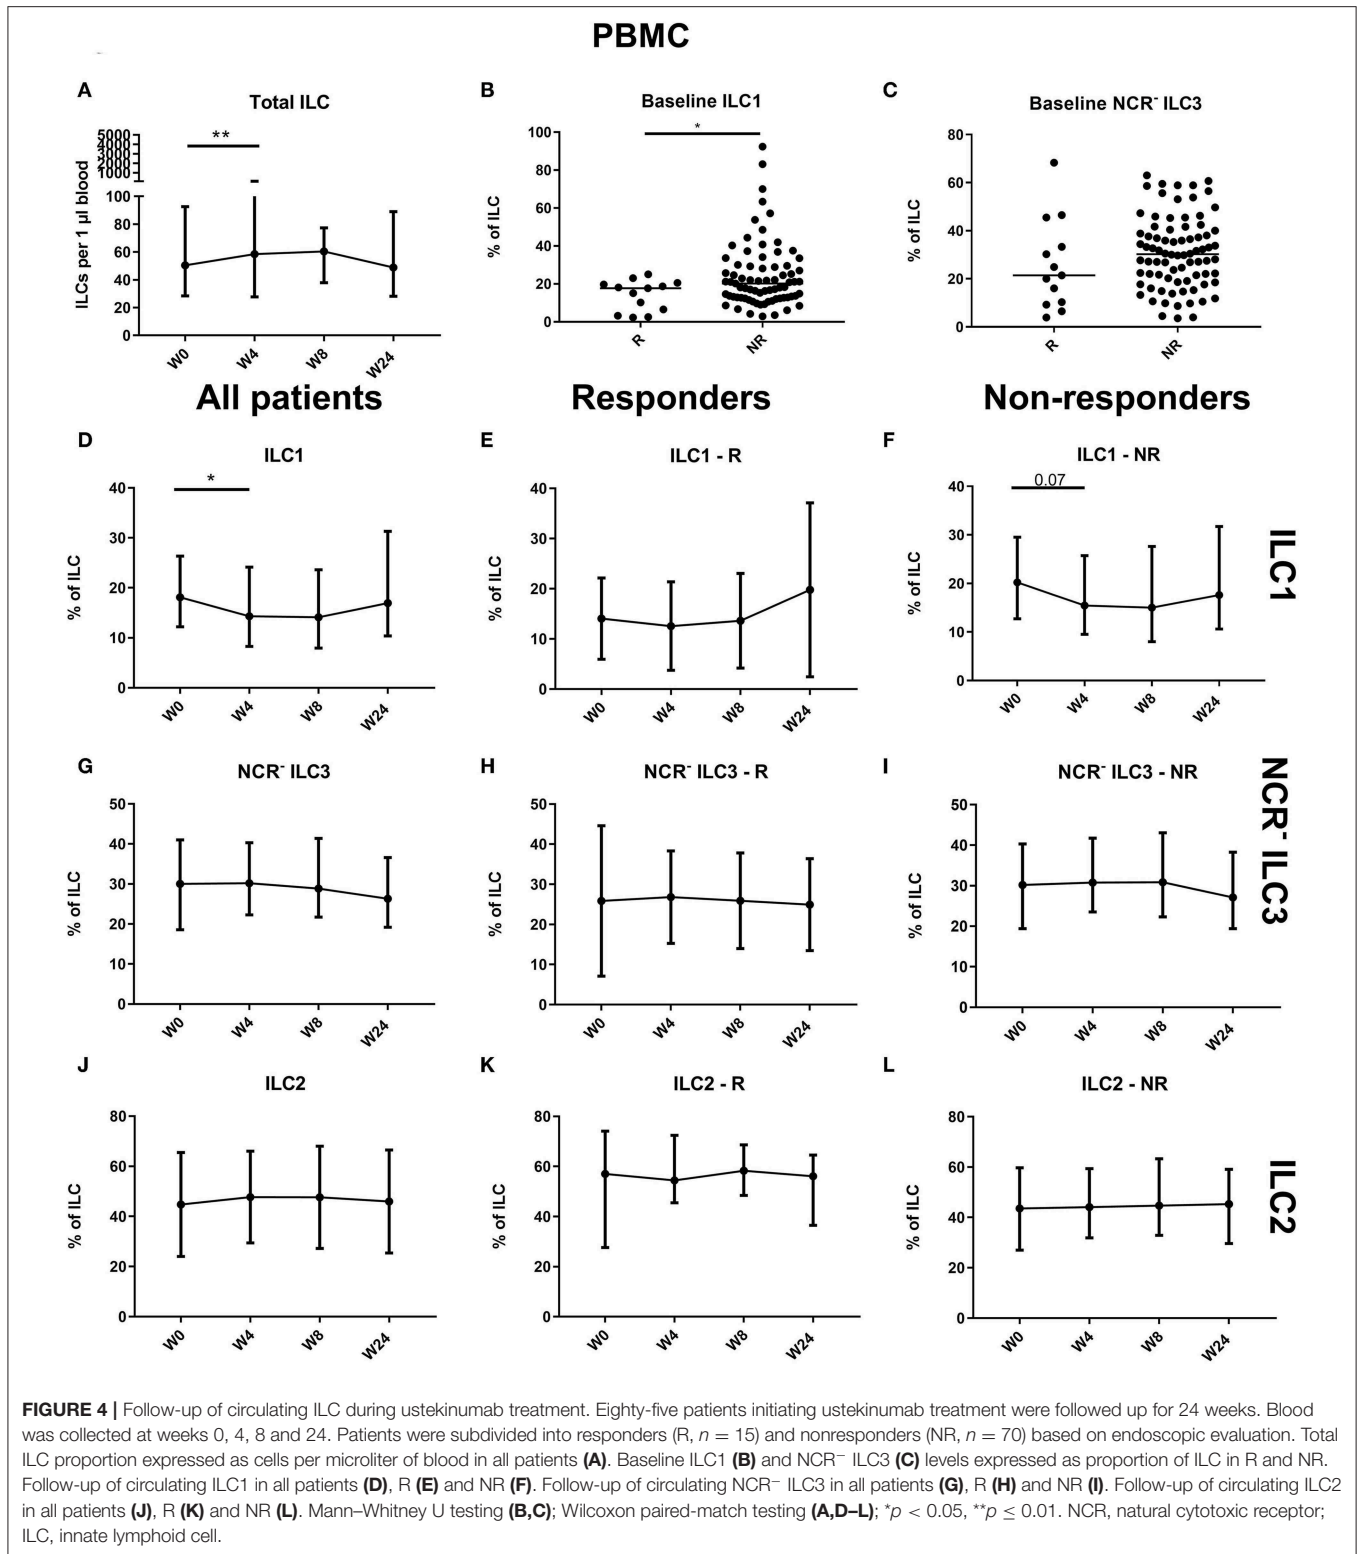 PBMC
A
Total ILC
**
5000
4000
3000
2000
1000
100
80
60
40
20
0
ILCs per 1 µl blood
W0 W4 W8 W24
B
Baseline ILC1
*
100
80
60
40
20
0
% of ILC
R NR
C
Baseline NCR⁻ ILC3
80
60
40
20
0
% of ILC
R NR
All patients Responders Non-responders
D
ILC1
*
40
30
20
10
0
% of ILC
W0 W4 W8 W24
E
ILC1 - R
40
30
20
10
0
% of ILC
W0 W4 W8 W24
F
ILC1 - NR
0.07
40
30
20
10
0
% of ILC
W0 W4 W8 W24
ILC1
G
NCR⁻ ILC3
50
40
30
20
10
0
% of ILC
W0 W4 W8 W24
H
NCR⁻ ILC3 - R
50
40
30
20
10
0
% of ILC
W0 W4 W8 W24
I
NCR⁻ ILC3 - NR
50
40
30
20
10
0
% of ILC
W0 W4 W8 W24
NCR⁻ ILC3
J
ILC2
80
60
40
20
0
% of ILC
W0 W4 W8 W24
K
ILC2 - R
80
60
40
20
0
% of ILC
W0 W4 W8 W24
L
ILC2 - NR
80
60
40
20
0
% of ILC
W0 W4 W8 W24
ILC2
FIGURE 4 | Follow-up of circulating ILC during ustekinumab treatment. Eighty-five patients initiating ustekinumab treatment were followed up for 24 weeks. Blood
was collected at weeks 0, 4, 8 and 24. Patients were subdivided into responders (R, n = 15) and nonresponders (NR, n = 70) based on endoscopic evaluation. Total
ILC proportion expressed as cells per microliter of blood in all patients (A). Baseline ILC1 (B) and NCR− ILC3 (C) levels expressed as proportion of ILC in R and NR.
Follow-up of circulating ILC1 in all patients (D), R (E) and NR (F). Follow-up of circulating NCR− ILC3 in all patients (G), R (H) and NR (I). Follow-up of circulating ILC2
in all patients (J), R (K) and NR (L). Mann–Whitney U testing (B,C); Wilcoxon paired-match testing (A,D–L); *p < 0.05, **p ≤ 0.01. NCR, natural cytotoxic receptor;
ILC, innate lymphoid cell.